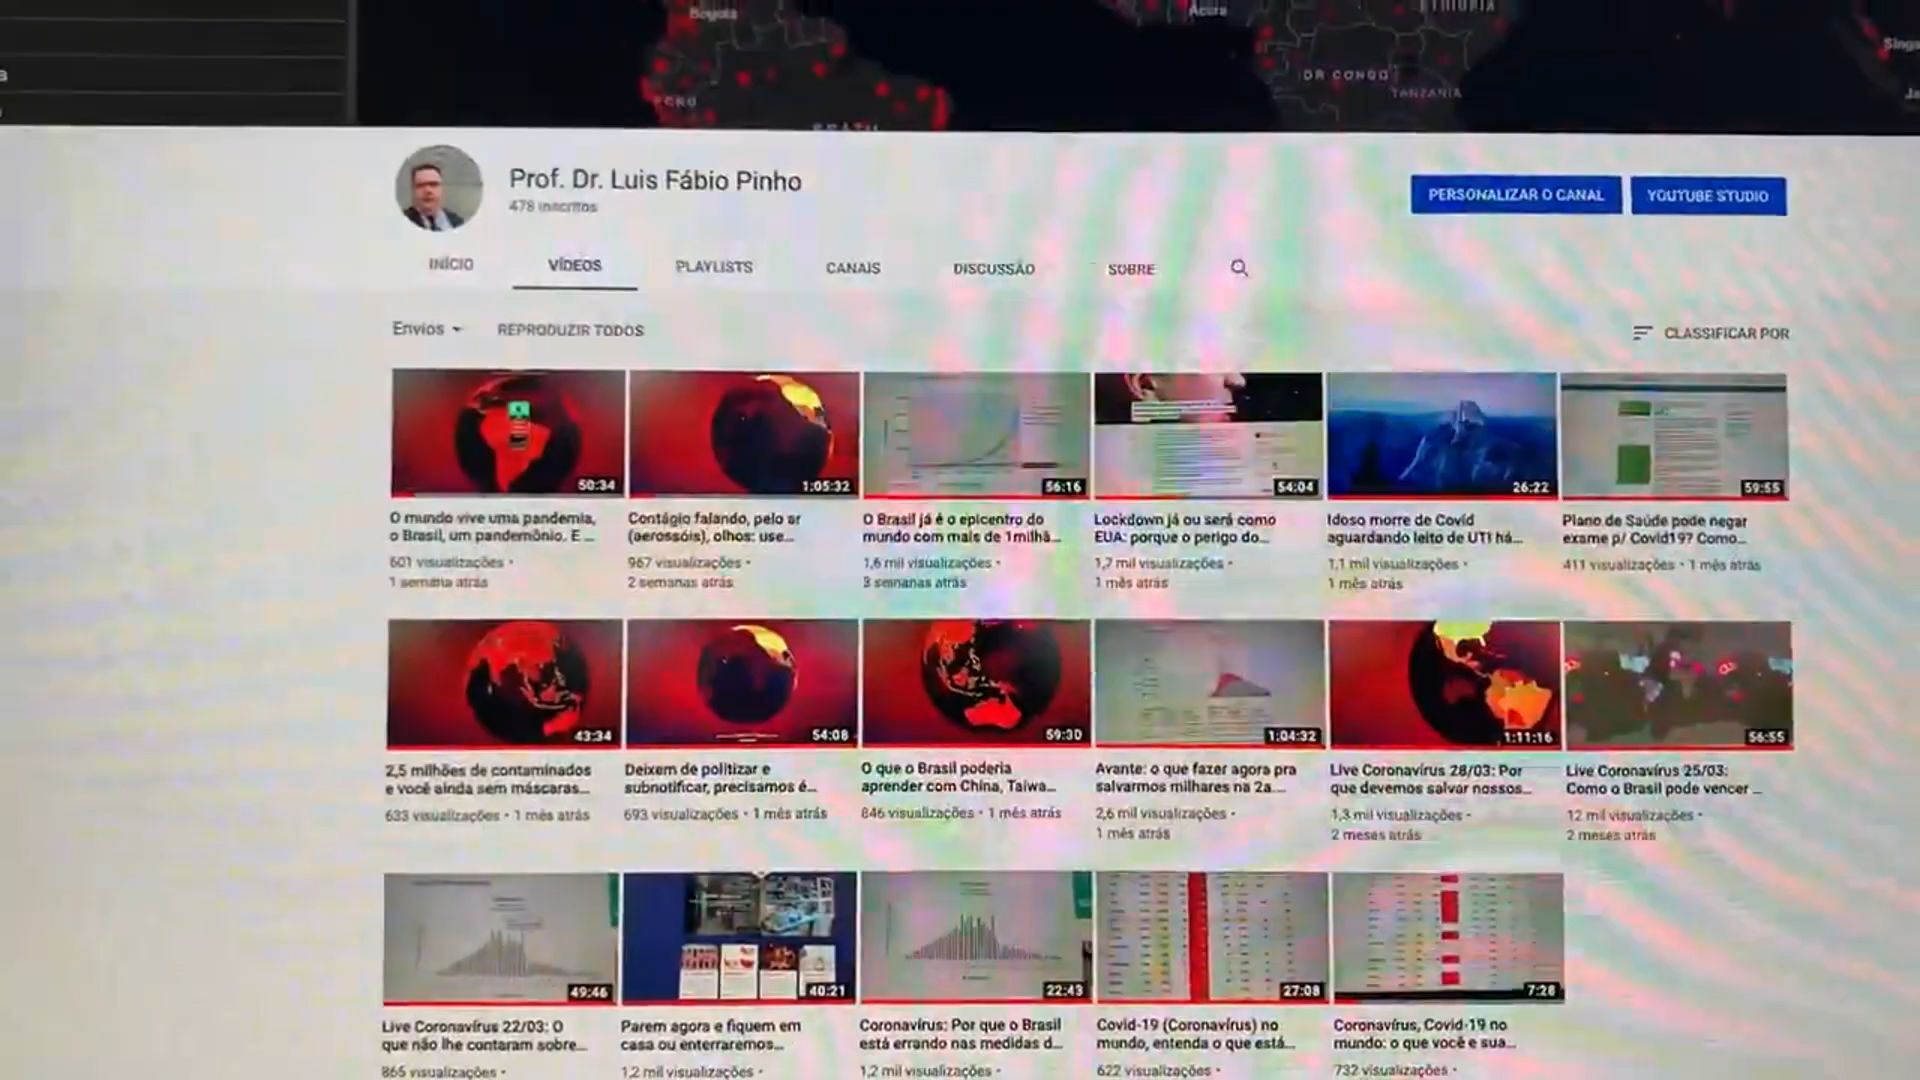 Bogota
Accra
ETHIOPIA
DR CONGO
TANZANIA
PERU
BRAZIL
Prof. Dr. Luis Fábio Pinho
478 inscritos
PERSONALIZAR O CANAL
YOUTUBE STUDIO
INÍCIO
VÍDEOS
PLAYLISTS
CANAIS
DISCUSSÃO
SOBRE
Envios
REPRODUZIR TODOS
CLASSIFICAR POR
50:34
1:05:32
56:16
54:04
26:22
59:55
O mundo vive uma pandemia,
o Brasil, um pandemônio. E ...
601 visualizações •
1 semana atrás
Contágio falando, pelo ar
(aerossóis), olhos: use...
967 visualizações •
2 semanas atrás
O Brasil já é o epicentro do
mundo com mais de 1milhã...
1,6 mil visualizações •
3 semanas atrás
Lockdown já ou será como
EUA: porque o perigo do...
1,7 mil visualizações •
1 mês atrás
Idoso morre de Covid
aguardando leito de UTI há...
1,1 mil visualizações •
1 mês atrás
Plano de Saúde pode negar
exame p/ Covid19? Como...
411 visualizações • 1 mês atrás
43:34
54:08
59:30
1:04:32
1:11:16
56:55
2,5 milhões de contaminados
e você ainda sem máscaras...
633 visualizações • 1 mês atrás
Deixem de politizar e
subnotificar, precisamos é...
693 visualizações • 1 mês atrás
O que o Brasil poderia
aprender com China, Taiwa...
846 visualizações • 1 mês atrás
Avante: o que fazer agora pra
salvarmos milhares na 2a....
2,6 mil visualizações •
1 mês atrás
Live Coronavírus 28/03: Por
que devemos salvar nossos...
1,3 mil visualizações •
2 meses atrás
Live Coronavírus 25/03:
Como o Brasil pode vencer ...
12 mil visualizações •
2 meses atrás
49:46
40:21
22:43
27:08
7:28
Live Coronavírus 22/03: O
que não lhe contaram sobre...
865 visualizações •
Parem agora e fiquem em
casa ou enterraremos...
1,2 mil visualizações •
Coronavírus: Por que o Brasil
está errando nas medidas d...
1,2 mil visualizações •
Covid-19 (Coronavírus) no
mundo, entenda o que está...
622 visualizações •
Coronavírus, Covid-19 no
mundo: o que você e sua...
732 visualizações •